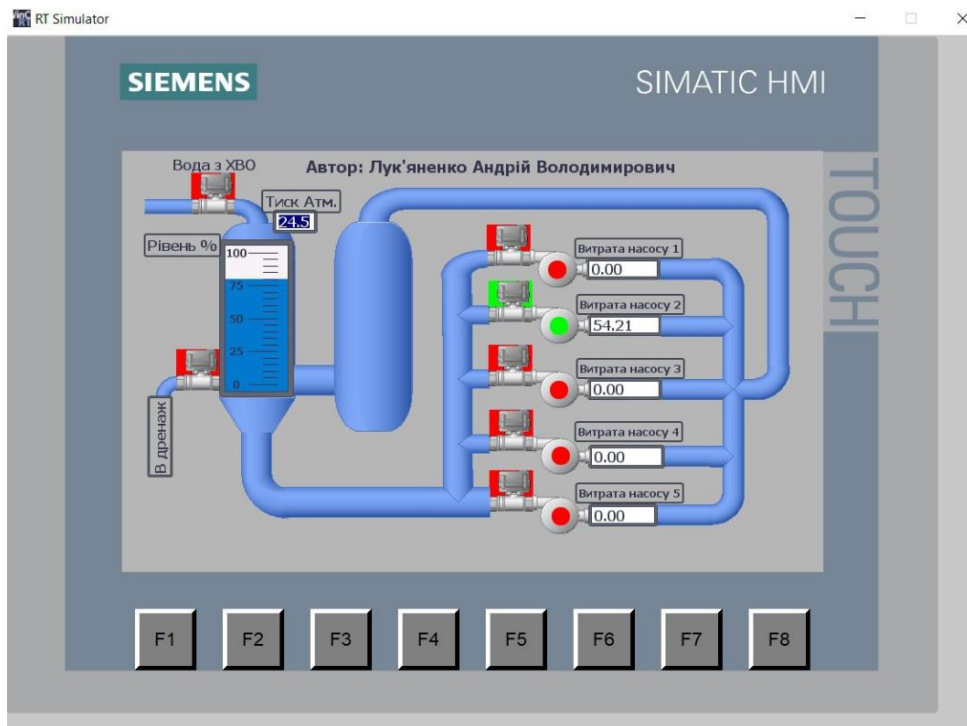 RT Simulator
SIEMENS
SIMATIC HMI
TOUCH
Вода з ХВО
Автор: Лук'яненко Андрій Володимирович
Тиск Атм.
24.5
Рівень %
100
75
50
25
0
В дренаж
Витрата насосу 1
0.00
Витрата насосу 2
54.21
Витрата насосу 3
0.00
Витрата насосу 4
0.00
Витрата насосу 5
0.00
F1 F2 F3 F4 F5 F6 F7 F8